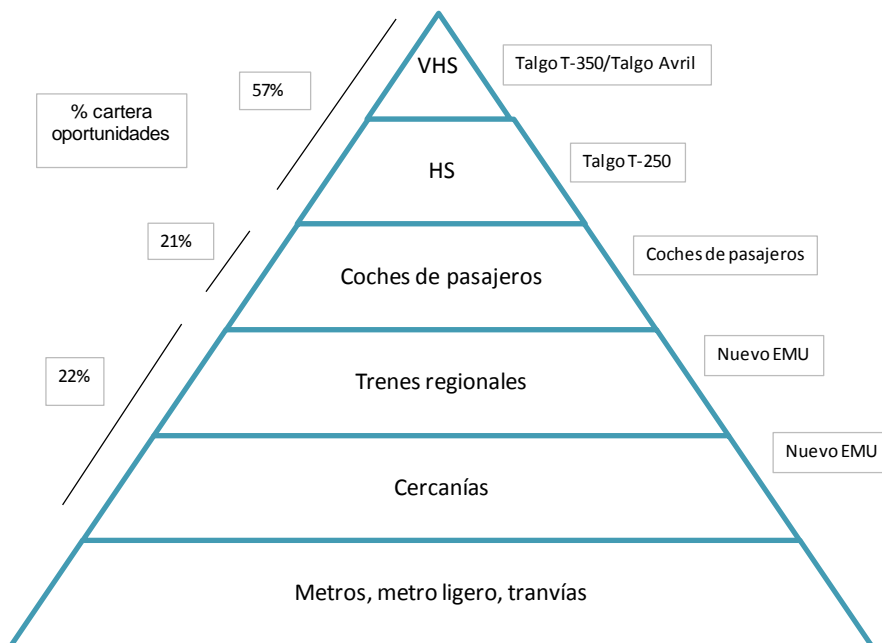 VHS
Talgo T-350/Talgo Avril
57%
% cartera
oportunidades
HS
Talgo T-250
21%
Coches de pasajeros
Coches de pasajeros
Nuevo EMU
22%
Trenes regionales
Nuevo EMU
Cercanías
Metros, metro ligero, tranvías